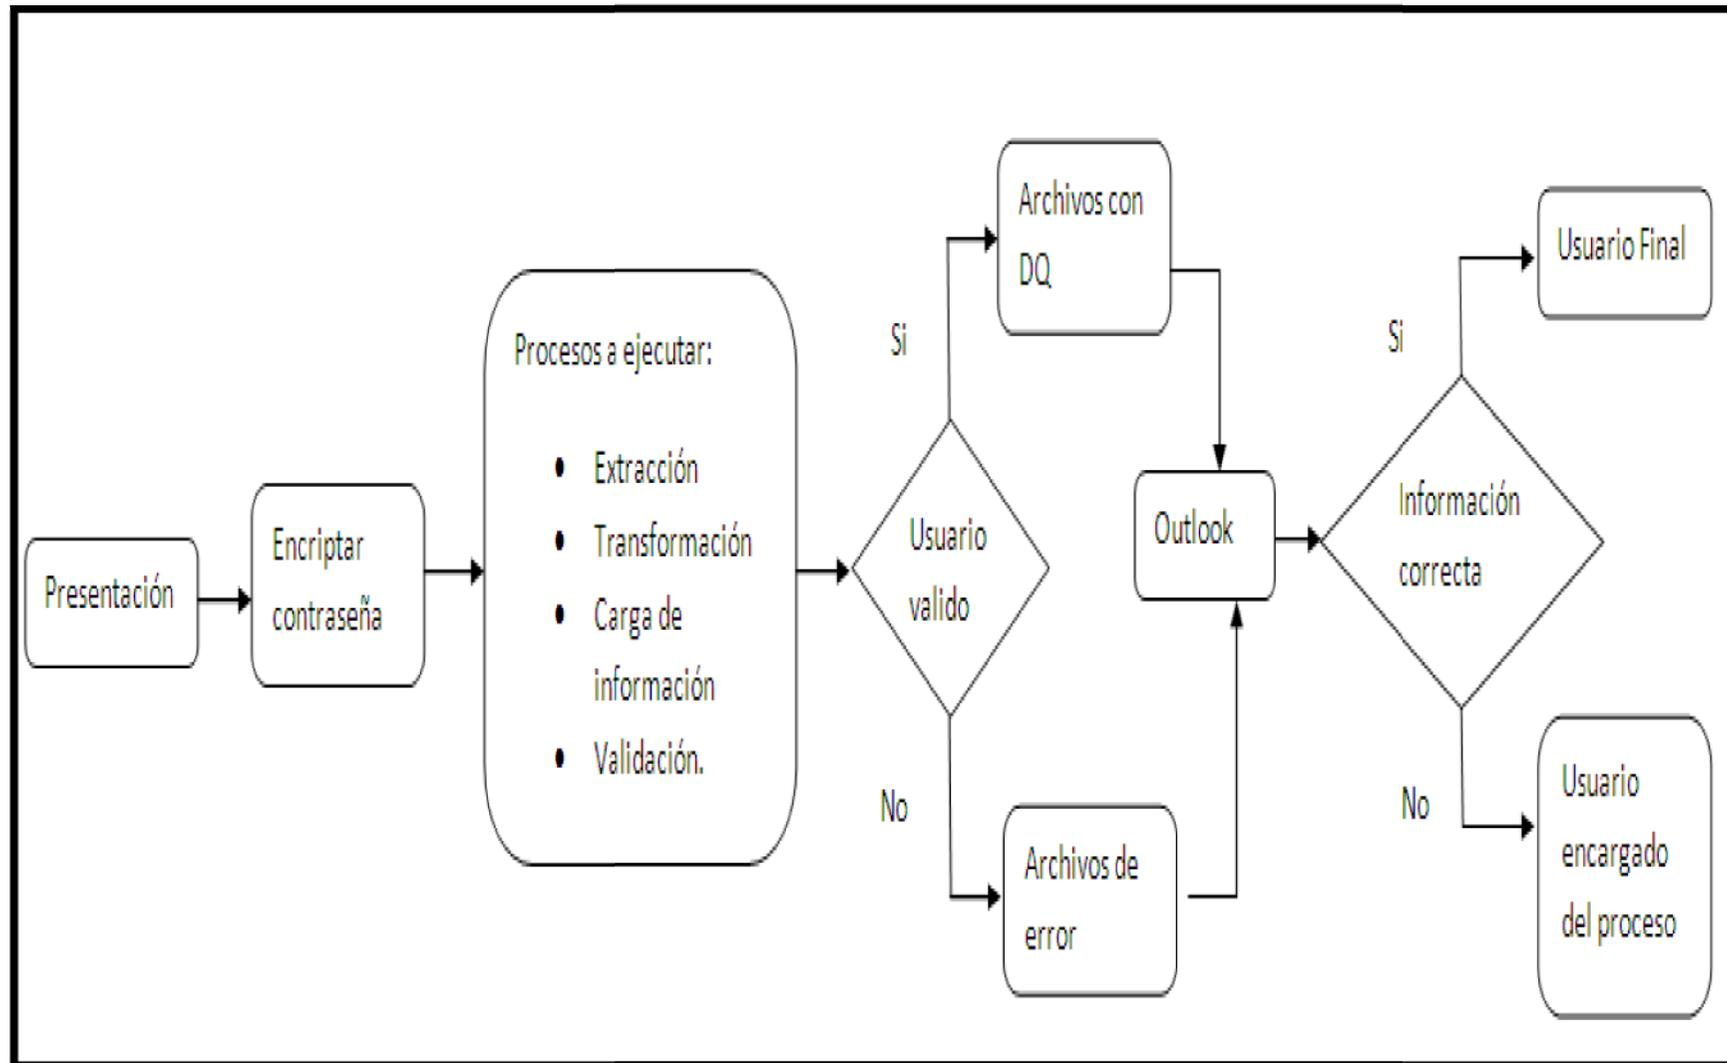 Presentación
Encriptar
contraseña
Procesos a ejecutar:
• Extracción
• Transformación
• Carga de
información
• Validación.
Usuario
valido
Si
No
Archivos con
DQ
Archivos de
error
Outlook
Información
correcta
Si
No
Usuario Final
Usuario
encargado
del proceso